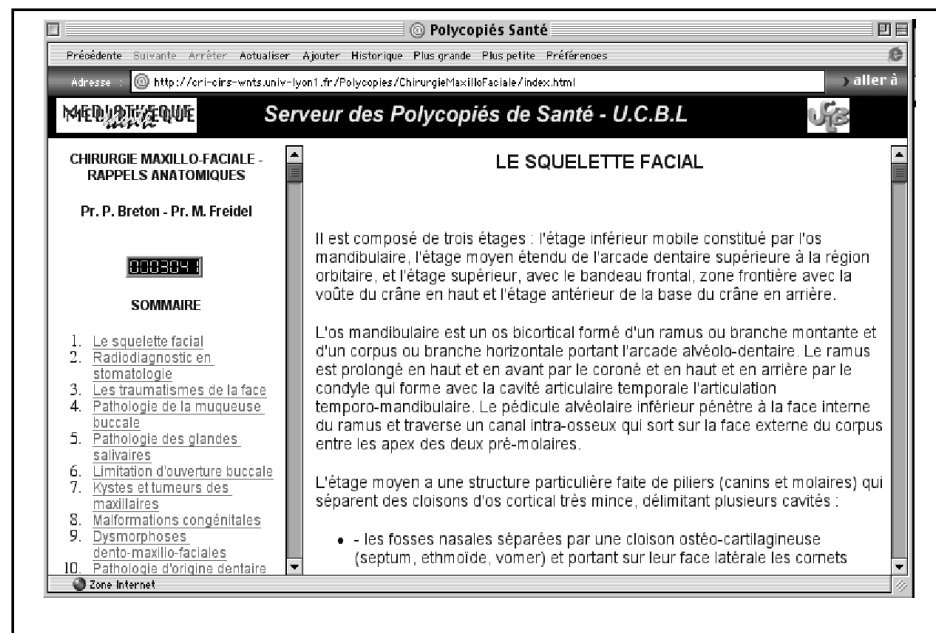 Polycopiés Santé
Précédente Suivante Arrêter Actualiser Ajouter Historique Plus grande Plus petite Préférences
Adresse : http://cri-cirs-wnts.univ-lyon1.fr/Polycopies/ChirurgieMaxilloFaciale/index.html aller à
MEDIATHEQUE
Serveur des Polycopiés de Santé - U.C.B.L
CHIRURGIE MAXILLO-FACIALE -
RAPPELS ANATOMIQUES
Pr. P. Breton - Pr. M. Freidel
0003041
SOMMAIRE
1. Le squelette facial
2. Radiodiagnostic en
stomatologie
3. Les traumatismes de la face
4. Pathologie de la muqueuse
buccale
5. Pathologie des glandes
salivaires
6. Limitation d'ouverture buccale
7. Kystes et tumeurs des
maxillaires
8. Malformations congénitales
9. Dysmorphoses
dento-maxillo-faciales
10. Pathologie d'origine dentaire
LE SQUELETTE FACIAL
Il est composé de trois étages : l'étage inférieur mobile constitué par l'os
mandibulaire, l'étage moyen étendu de l'arcade dentaire supérieure à la région
orbitaire, et l'étage supérieur, avec le bandeau frontal, zone frontière avec la
voûte du crâne en haut et l'étage antérieur de la base du crâne en arrière.
L'os mandibulaire est un os bicortical formé d'un ramus ou branche montante et
d'un corpus ou branche horizontale portant l'arcade alvéolo-dentaire. Le ramus
est prolongé en haut et en avant par le coroné et en haut et en arrière par le
condyle qui forme avec la cavité articulaire temporale l'articulation
temporo-mandibulaire. Le pédicule alvéolaire inférieur pénètre à la face interne
du ramus et traverse un canal intra-osseux qui sort sur la face externe du corpus
entre les apex des deux pré-molaires.
L'étage moyen a une structure particulière faite de piliers (canins et molaires) qui
séparent des cloisons d'os cortical très mince, délimitant plusieurs cavités :
• - les fosses nasales séparées par une cloison ostéo-cartilagineuse
(septum, ethmoïde, vomer) et portant sur leur face latérale les cornets
Zone Internet